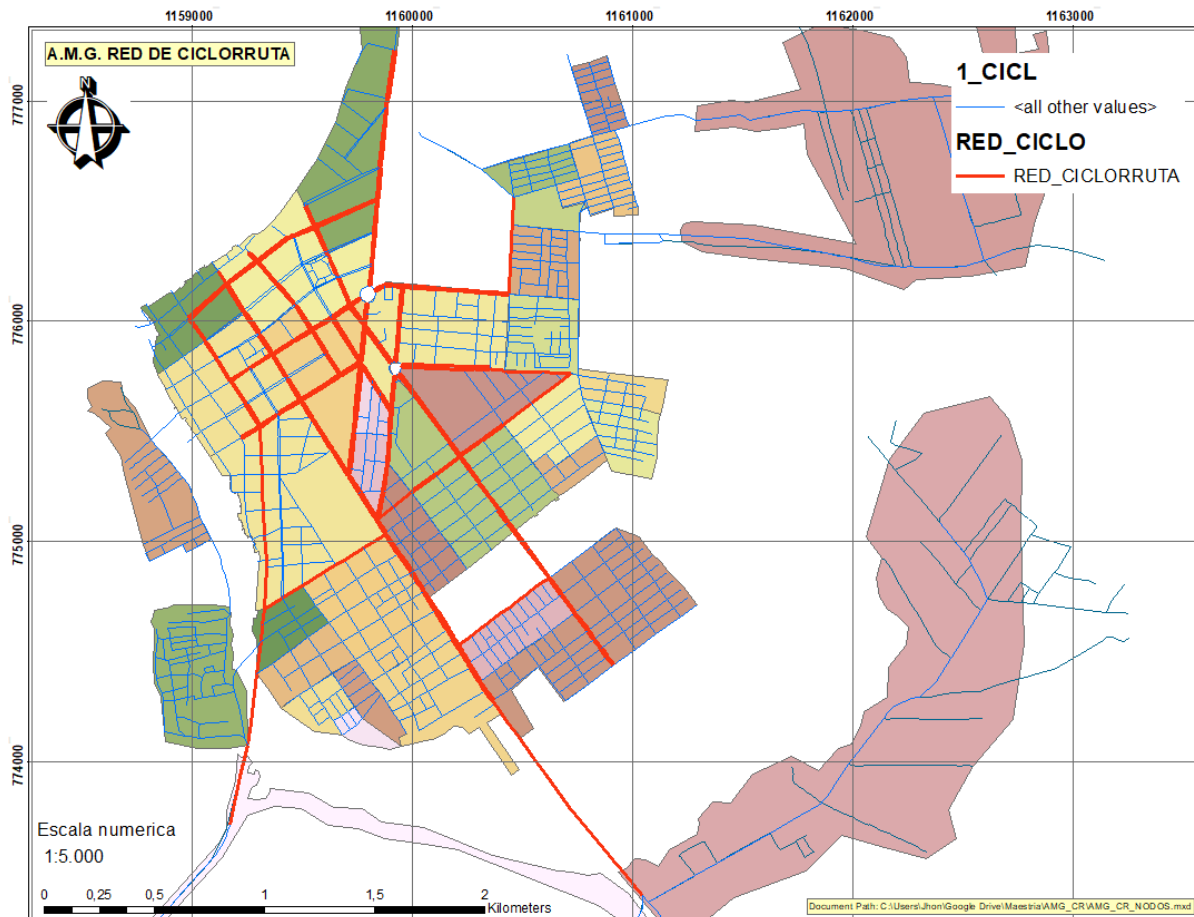 1159000
1160000
1161000
1162000
1163000
A.M.G. RED DE CICLORRUTA
N
777000
776000
775000
774000
1_CICL
<all other values>
RED_CICLO
RED_CICLORRUTA
Escala numerica
1:5.000
0 0,25 0,5 1 1,5 2
Kilometers
Document Path: C:\Users\Jhon\Google Drive\Maestria\AMG_CR\AMG_CR_NODOS.mxd